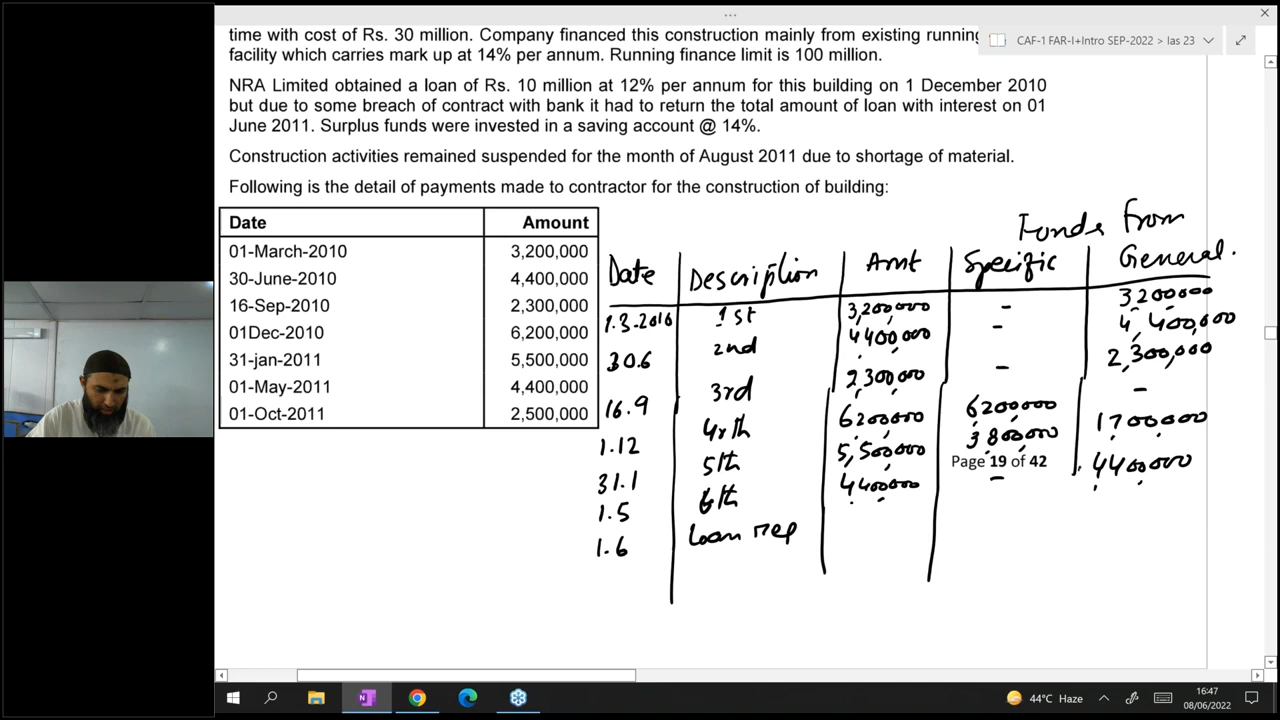 time with cost of Rs. 30 million. Company financed this construction mainly from existing running
facility which carries mark up at 14% per annum. Running finance limit is 100 million.
CAF-1 FAR-I+Intro SEP-2022 > Ias 23
NRA Limited obtained a loan of Rs. 10 million at 12% per annum for this building on 1 December 2010
but due to some breach of contract with bank it had to return the total amount of loan with interest on 01
June 2011. Surplus funds were invested in a saving account @ 14%.
Construction activities remained suspended for the month of August 2011 due to shortage of material.
Following is the detail of payments made to contractor for the construction of building:
Date Amount
01-March-2010 3,200,000
30-June-2010 4,400,000
16-Sep-2010 2,300,000
01Dec-2010 6,200,000
31-jan-2011 5,500,000
01-May-2011 4,400,000
01-Oct-2011 2,500,000
Funds From
Date Description Amt Specific General.
1.3.2010 1st 3,200,000 - 3200000
30.6 2nd 4400000 - 4,400,000
16.9 3rd 2,300,000 - 2,300,000
1.12 4rth 6200000 6200000 -
31.1 5th 5,500,000 3800000 1700000
1.5 6th 4400000 - 4400000
1.6 Loan rep
Page 19 of 42
44°C Haze
16:47
08/06/2022